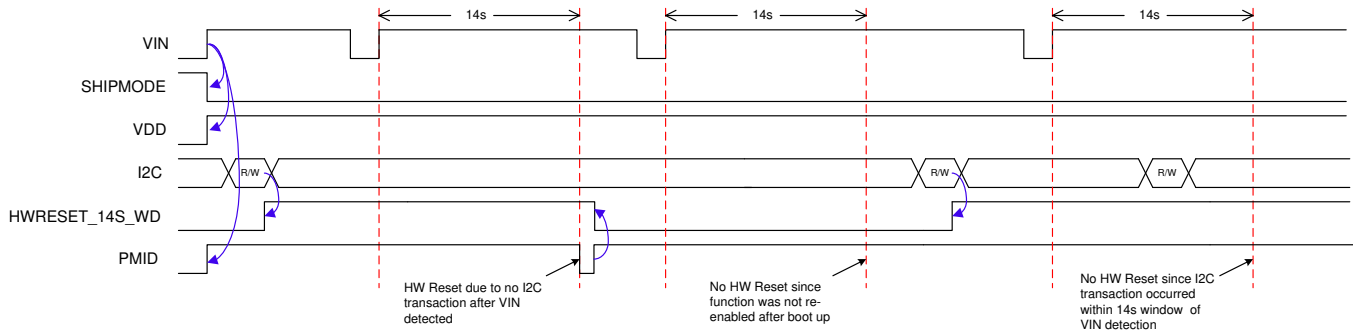 14s
14s
14s
VIN
SHIPMODE
VDD
I2C
R/W
R/W
R/W
HWRESET_14S_WD
PMID
HW Reset due to no I2C
transaction after VIN
detected
No HW Reset since
function was not re-
enabled after boot up
No HW Reset since I2C
transaction occurred
within 14s window of
VIN detection